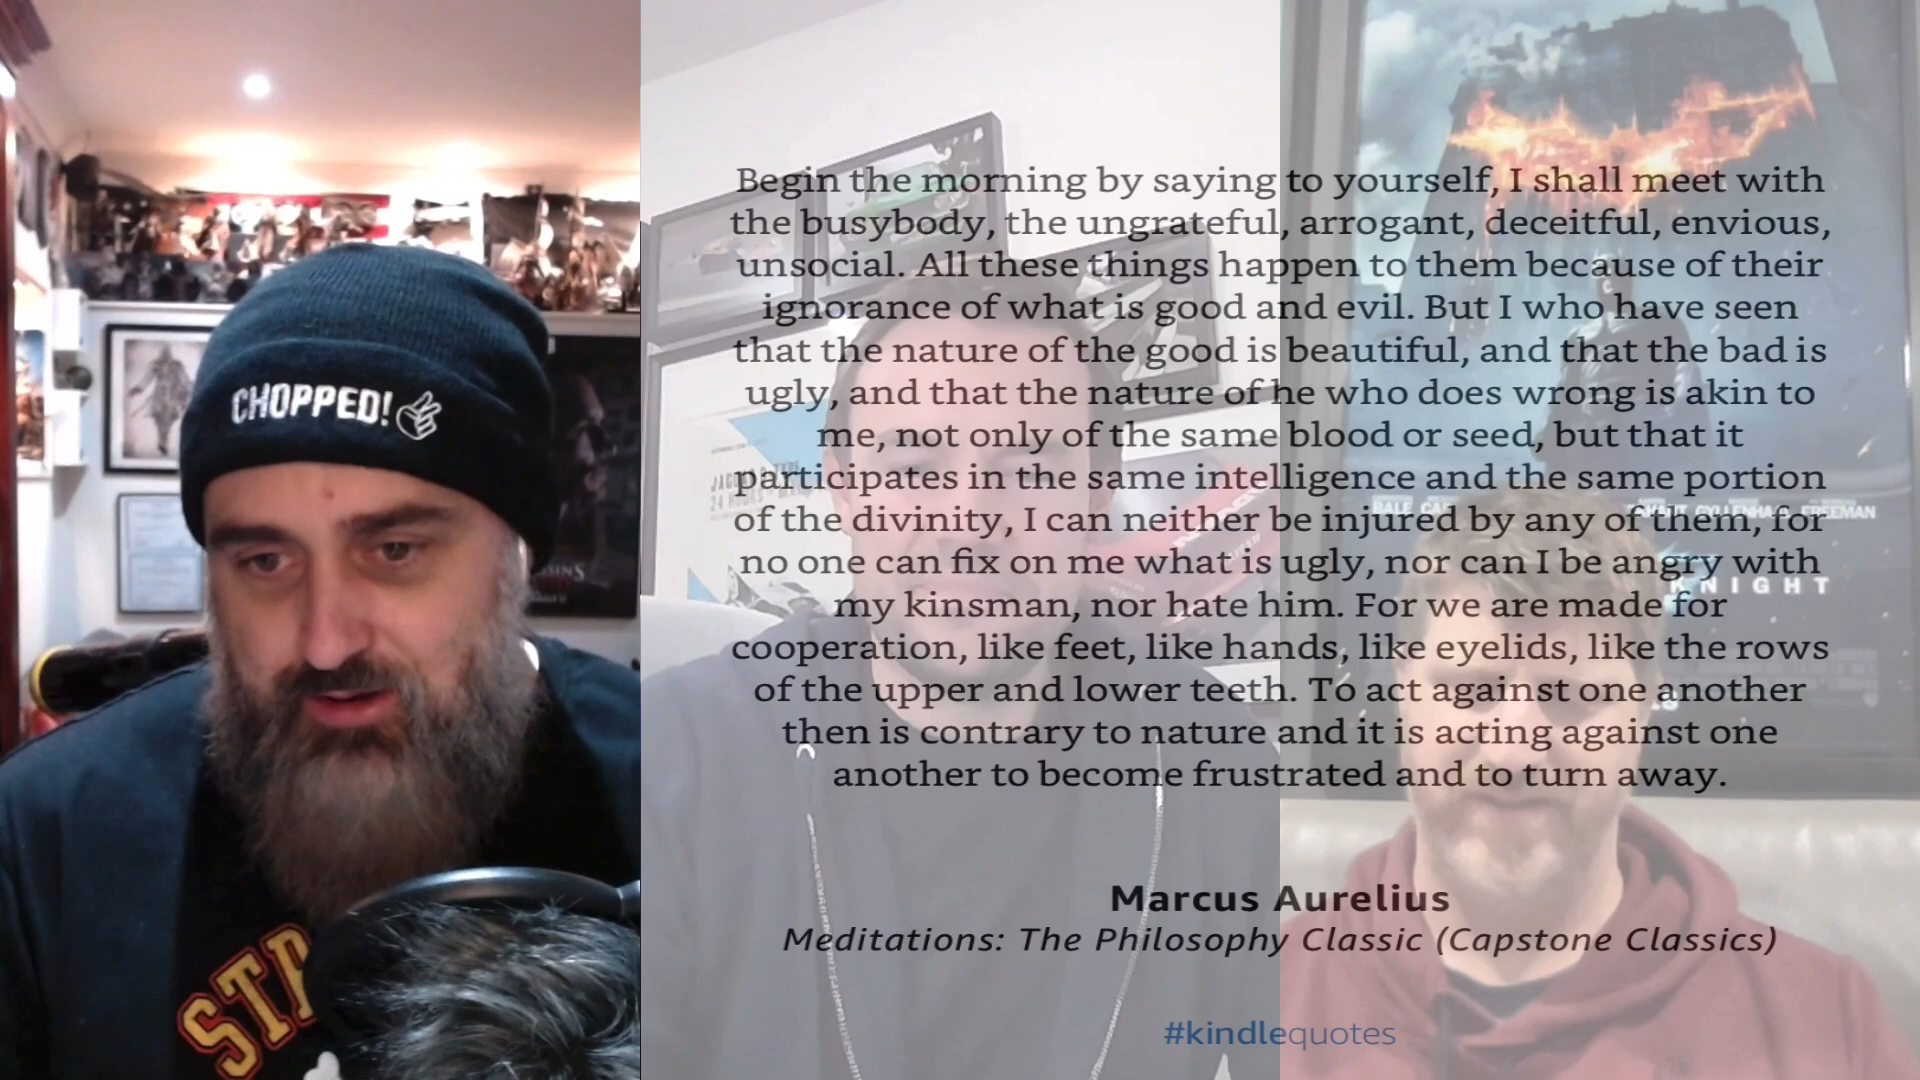 CHOPPED!
Begin the morning by saying to yourself, I shall meet with
the busybody, the ungrateful, arrogant, deceitful, envious,
unsocial. All these things happen to them because of their
ignorance of what is good and evil. But I who have seen
that the nature of the good is beautiful, and that the bad is
ugly, and that the nature of he who does wrong is akin to
me, not only of the same blood or seed, but that it
participates in the same intelligence and the same portion
of the divinity, I can neither be injured by any of them, for
no one can fix on me what is ugly, nor can I be angry with
my kinsman, nor hate him. For we are made for
cooperation, like feet, like hands, like eyelids, like the rows
of the upper and lower teeth. To act against one another
then is contrary to nature and it is acting against one
another to become frustrated and to turn away.
Marcus Aurelius
Meditations: The Philosophy Classic (Capstone Classics)
#kindlequotes
BALE
GYLLENHAAL FREEMAN
KNIGHT